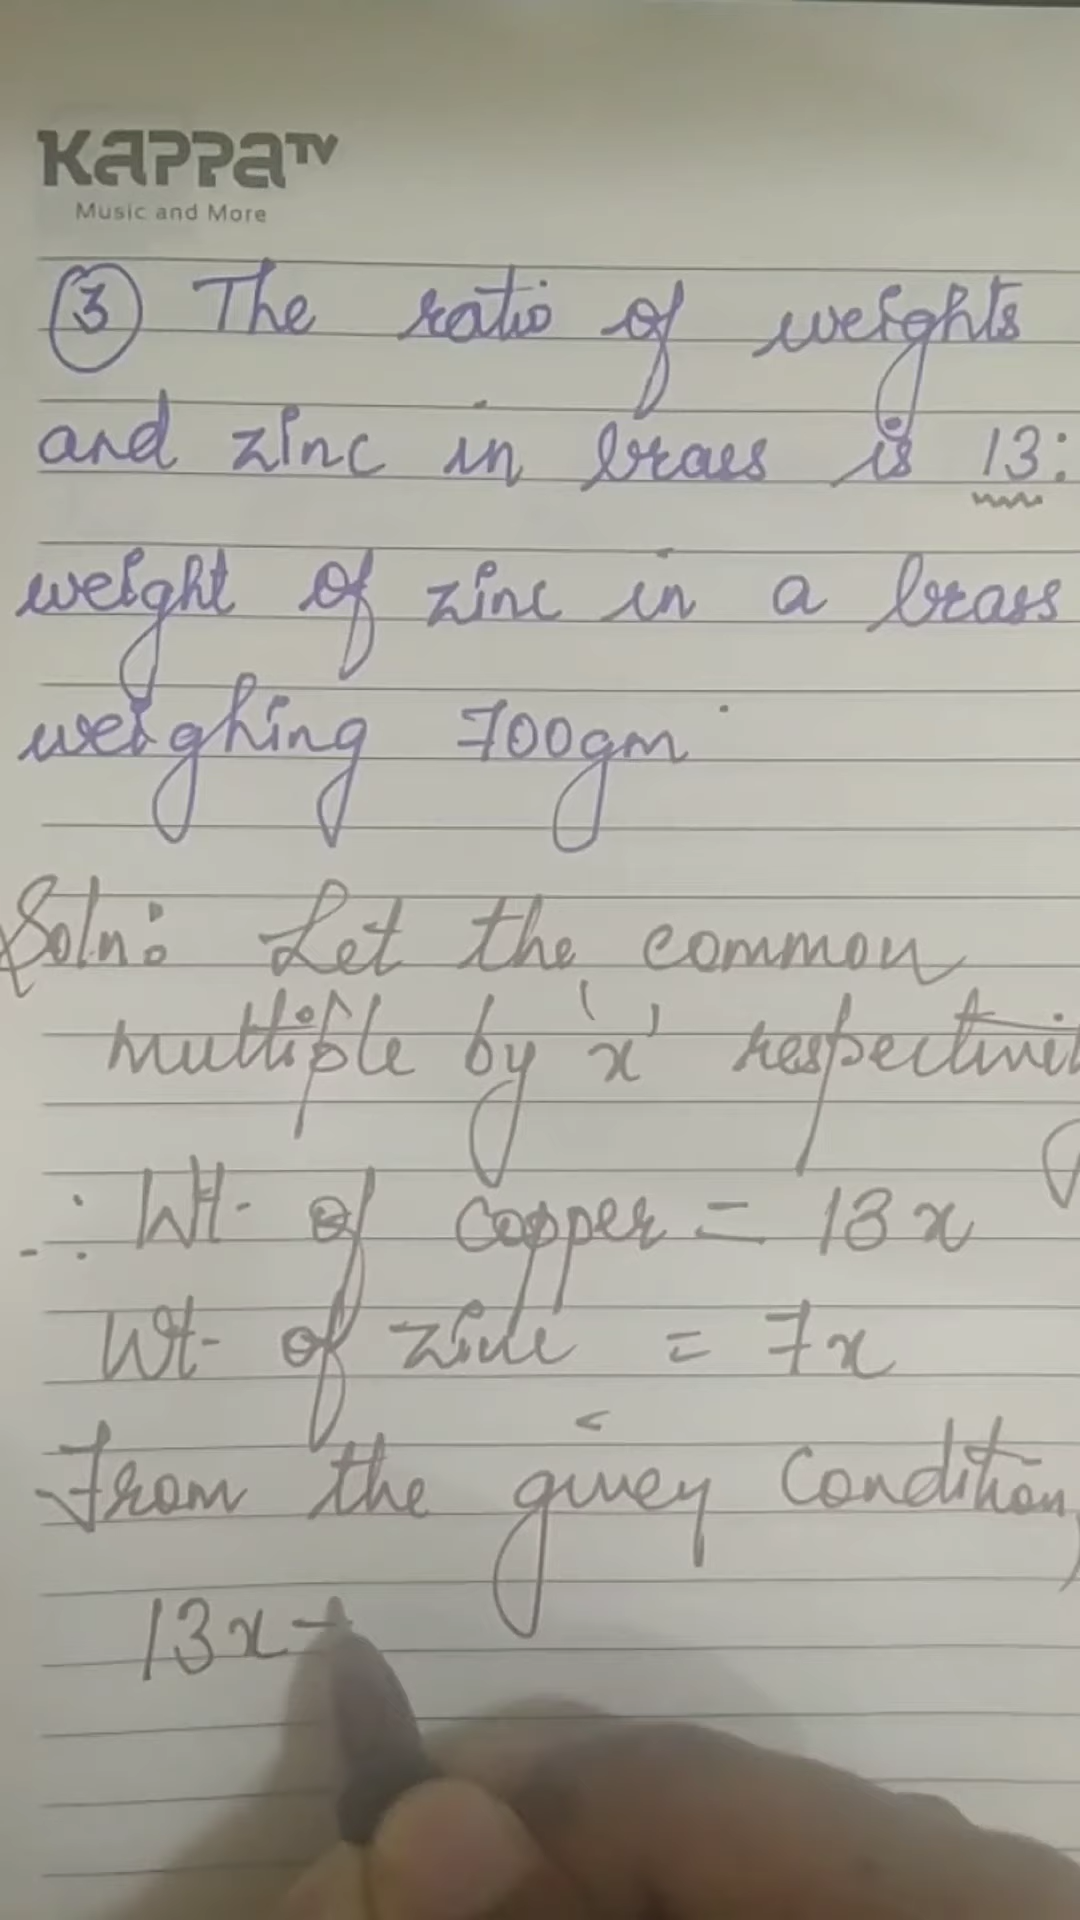 KAPPA TV
Music and More
3 The ratio of weights
and zinc in brass is 13:
weight of zinc in a brass
weighing 700gm
Soln: Let the common
multiple by 'x'
∴ Wt. of copper = 13x
Wt. of zinc = 7x
From the given Condition,
13x